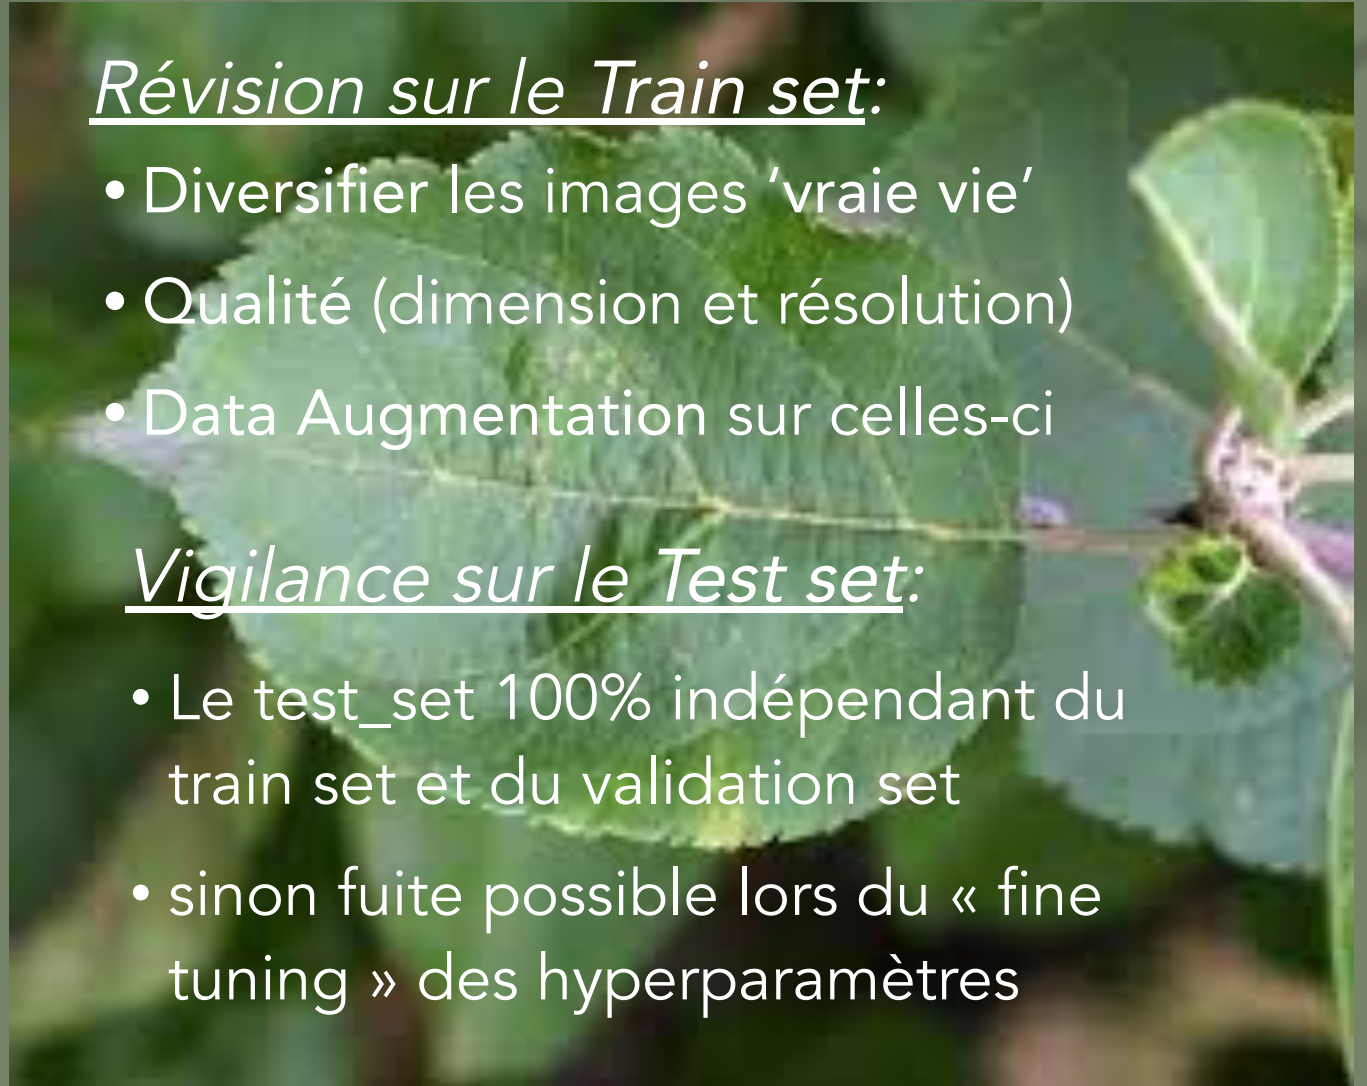 Révision sur le Train set:
• Diversifier les images ‘vraie vie’
• Qualité (dimension et résolution)
• Data Augmentation sur celles-ci
Vigilance sur le Test set:
• Le test_set 100% indépendant du
train set et du validation set
• sinon fuite possible lors du « fine
tuning » des hyperparamètres